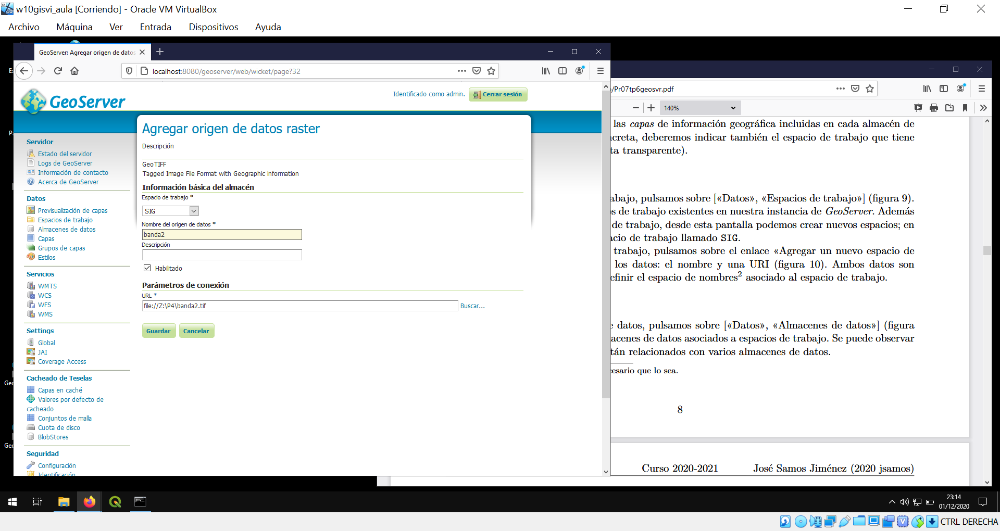 w10gisvi_aula [Corriendo] - Oracle VM VirtualBox
Archivo Máquina Ver Entrada Dispositivos Ayuda
GeoServer: Agregar origen de datos
localhost:8080/geoserver/web/wicket/page?32
GeoServer
Identificado como admin. Cerrar sesión
Servidor
Estado del servidor
Logs de GeoServer
Información de contacto
Acerca de GeoServer
Datos
Previsualización de capas
Espacios de trabajo
Almacenes de datos
Capas
Grupos de capas
Estilos
Servicios
WMTS
WCS
WFS
WMS
Settings
Global
JAI
Coverage Access
Cacheado de Teselas
Capas en caché
Valores por defecto de
cacheado
Conjuntos de malla
Cuota de disco
BlobStores
Seguridad
Configuración
Identificación
Agregar origen de datos raster
Descripción
GeoTIFF
Tagged Image File Format with Geographic information
Información básica del almacén
Espacio de trabajo *
SIG
Nombre del origen de datos *
banda2
Descripción
Habilitado
Parámetros de conexión
URL *
file://Z:\P4\banda2.tif Buscar...
Guardar Cancelar
/Pr07tp6geosvr.pdf
140%
las capas de información geográfica incluidas en cada almacén de
creta, deberemos indicar también el espacio de trabajo que tiene
ta transparente).
abajo, pulsamos sobre [«Datos», «Espacios de trabajo»] (figura 9).
s de trabajo existentes en nuestra instancia de GeoServer. Además
de trabajo, desde esta pantalla podemos crear nuevos espacios; en
cio de trabajo llamado SIG.
trabajo, pulsamos sobre el enlace «Agregar un nuevo espacio de
los datos: el nombre y una URI (figura 10). Ambos datos son
efinir el espacio de nombres2 asociado al espacio de trabajo.
e datos, pulsamos sobre [«Datos», «Almacenes de datos»] (figura
acenes de datos asociados a espacios de trabajo. Se puede observar
tán relacionados con varios almacenes de datos.
cesario que lo sea.
8
Curso 2020-2021 José Samos Jiménez (2020 jsamos)
Geo
Geo
23:14
01/12/2020
CTRL DERECHA